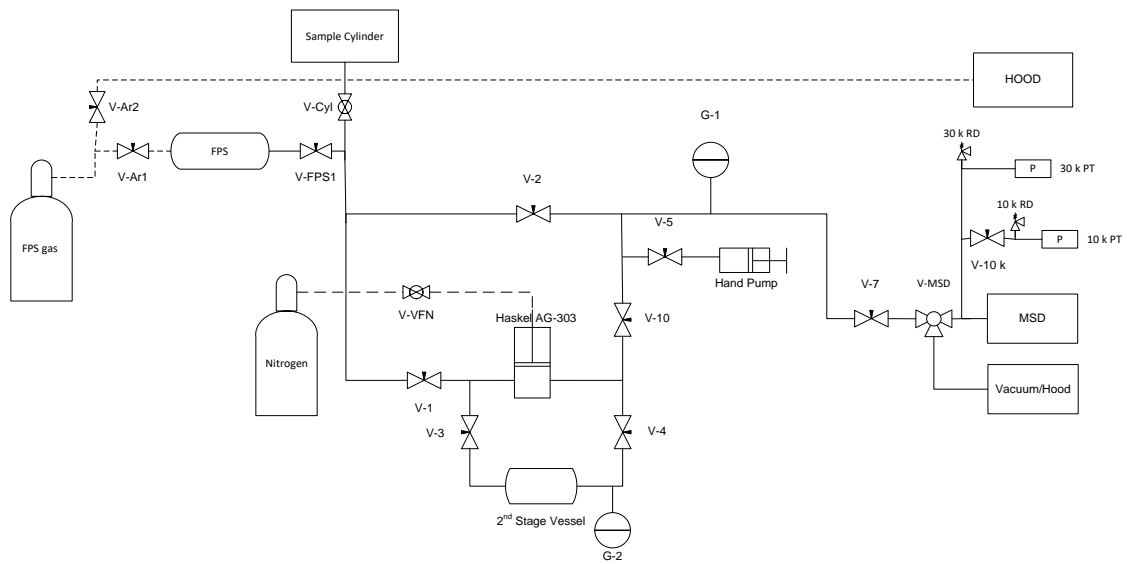 Sample Cylinder
HOOD
V-Ar2
V-Cyl
G-1
30 k RD
FPS
P
30 k PT
V-Ar1
V-FPS1
V-2
10 k RD
V-5
P
10 k PT
FPS gas
V-10 k
Hand Pump
V-7
V-MSD
V-VFN
Haskel AG-303
V-10
MSD
Nitrogen
Vacuum/Hood
V-1
V-3
V-4
2nd Stage Vessel
G-2